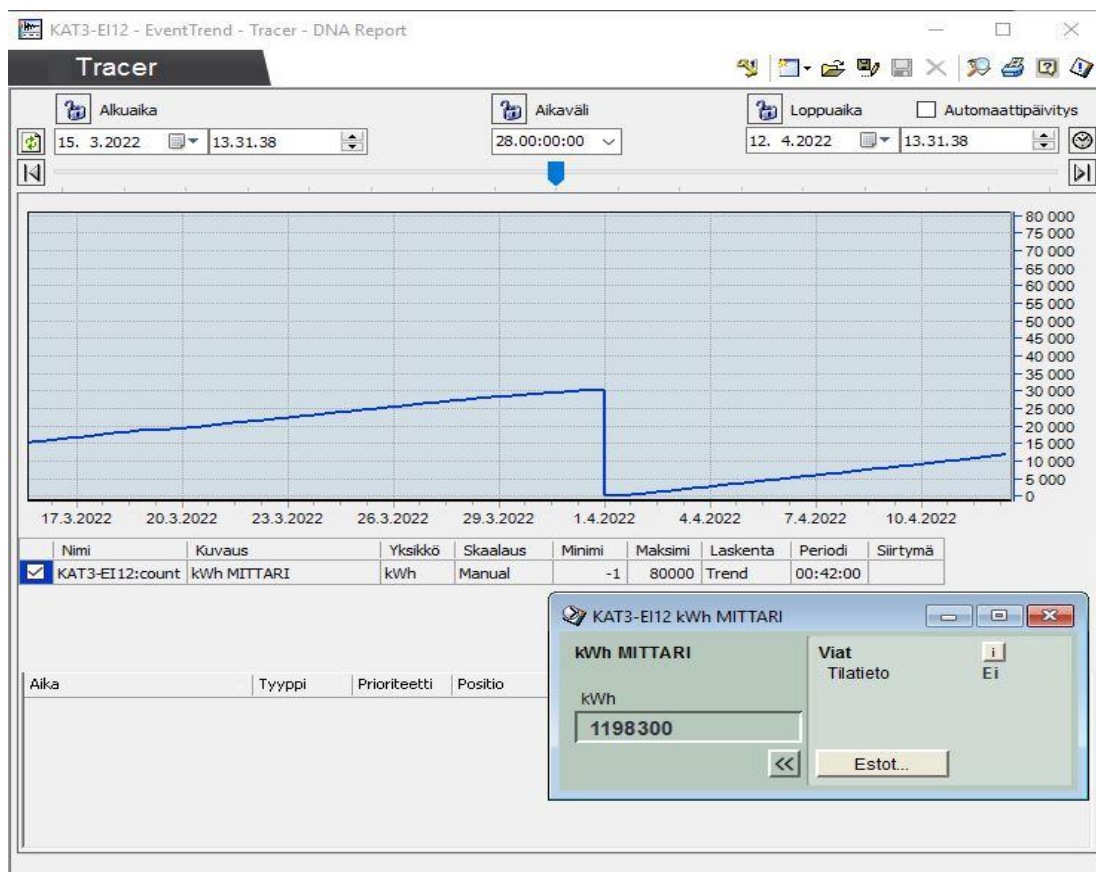 KAT3-EI12 - EventTrend - Tracer - DNA Report
Tracer
Alkuaika Aikaväli Loppuaika Automaattipäivitys
15. 3.2022 13.31.38 28.00:00:00 12. 4.2022 13.31.38
80 000
75 000
70 000
65 000
60 000
55 000
50 000
45 000
40 000
35 000
30 000
25 000
20 000
15 000
10 000
5 000
0
17.3.2022 20.3.2022 23.3.2022 26.3.2022 29.3.2022 1.4.2022 4.4.2022 7.4.2022 10.4.2022
Nimi Kuvaus Yksikkö Skaalaus Minimi Maksimi Laskenta Periodi Siirtymä
KAT3-EI12:count kWh MITTARI kWh Manual -1 80000 Trend 00:42:00
Aika Tyyppi Prioriteetti Positio
KAT3-EI12 kWh MITTARI
kWh MITTARI Viat i
Tilatieto Ei
kWh
1198300
<< Estot...